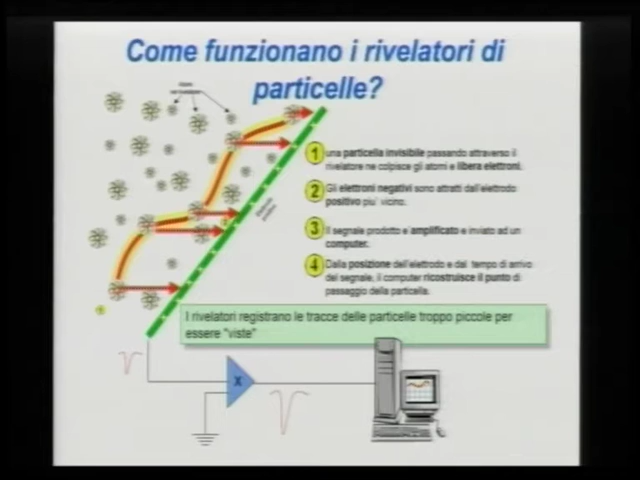 Come funzionano i rivelatori di
particelle?
1 una particella invisibile passando attraverso il
rivelatore ne colpisce gli atomi e libera elettroni.
2 Gli elettroni negativi sono attratti dall'elettrodo
positivo piu' vicino.
3 Il segnale prodotto e'amplificato e inviato ad un
computer.
4 Dalla posizione dell'elettrodo e dal tempo di arrivo
del segnale, il computer ricostruisce il punto di
passaggio della particella.
Elettrodo
positivo
I rivelatori registrano le tracce delle particelle troppo piccole per
essere "viste"
X